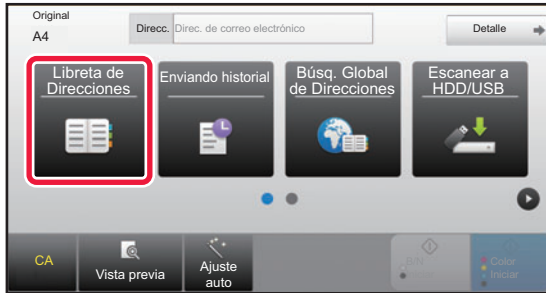 Original
A4
Direcc.
Direc. de correo electrónico
Detalle
Libreta de
Direcciones
Enviando historial
Búsq. Global
de Direcciones
Escanear a
HDD/USB
CA
Vista previa
Ajuste
auto
B/N
Color
Iniciar